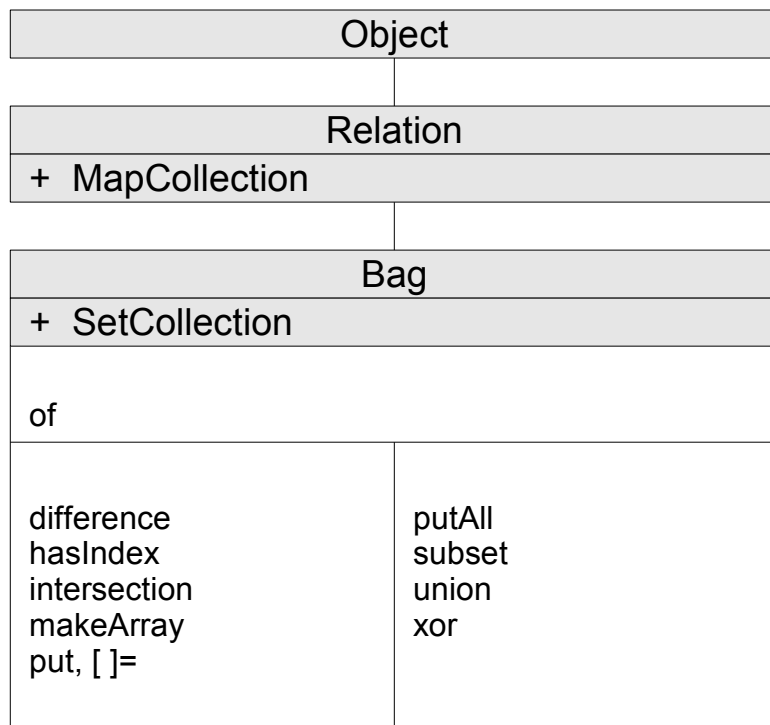 Object
Relation
+ MapCollection
Bag
+ SetCollection
of
difference
hasIndex
intersection
makeArray
put, [ ]=
putAll
subset
union
xor